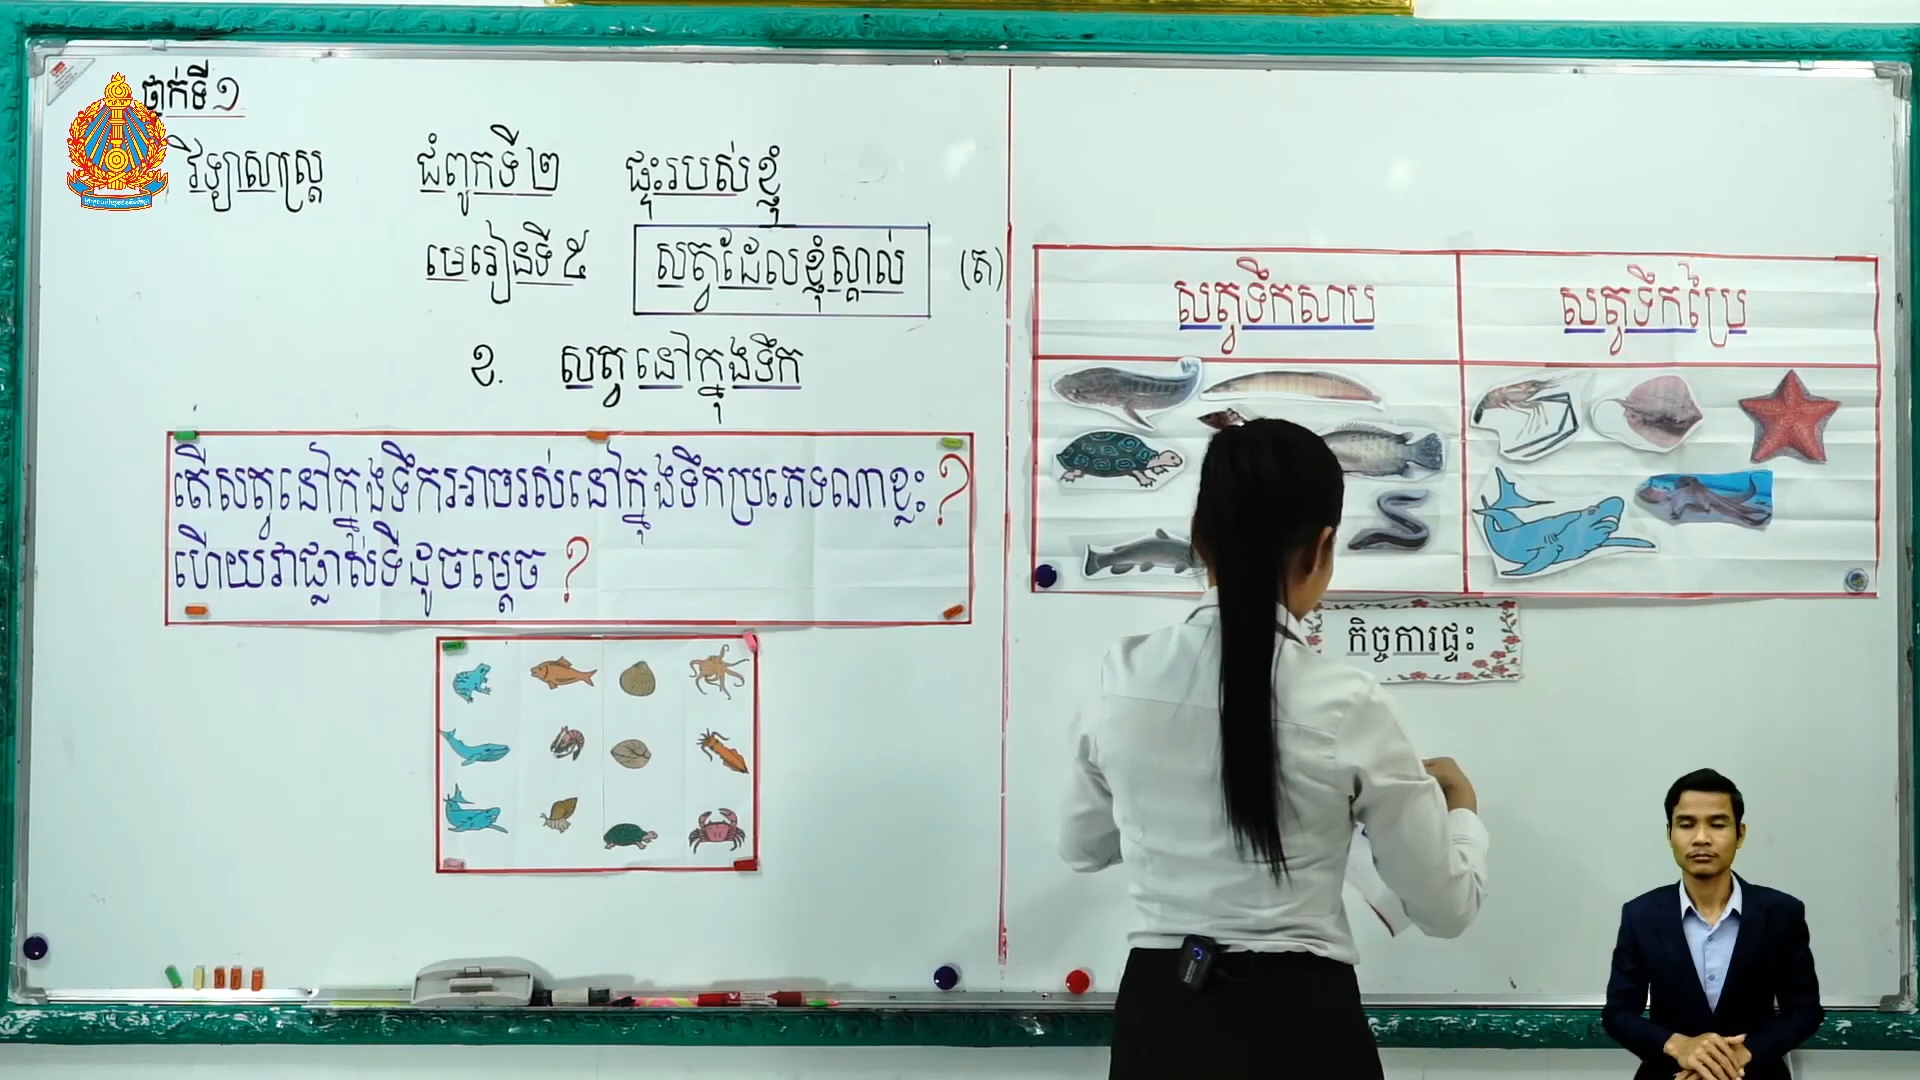 ថ្នាក់ទី ១
វិទ្យាសាស្ត្រ ជំពូកទី ២ ផ្ទះរបស់ខ្ញុំ
មេរៀនទី ៥ សត្វដែលខ្ញុំស្គាល់ (ត)
ខ. សត្វនៅក្នុងទឹក
តើសត្វនៅក្នុងទឹកអាចរស់នៅក្នុងទឹកប្រភេទណាខ្លះ?
ហើយវាផ្លាស់ទីដូចម្តេច ?
សត្វទឹកសាប សត្វទឹកប្រៃ
កិច្ចការផ្ទះ